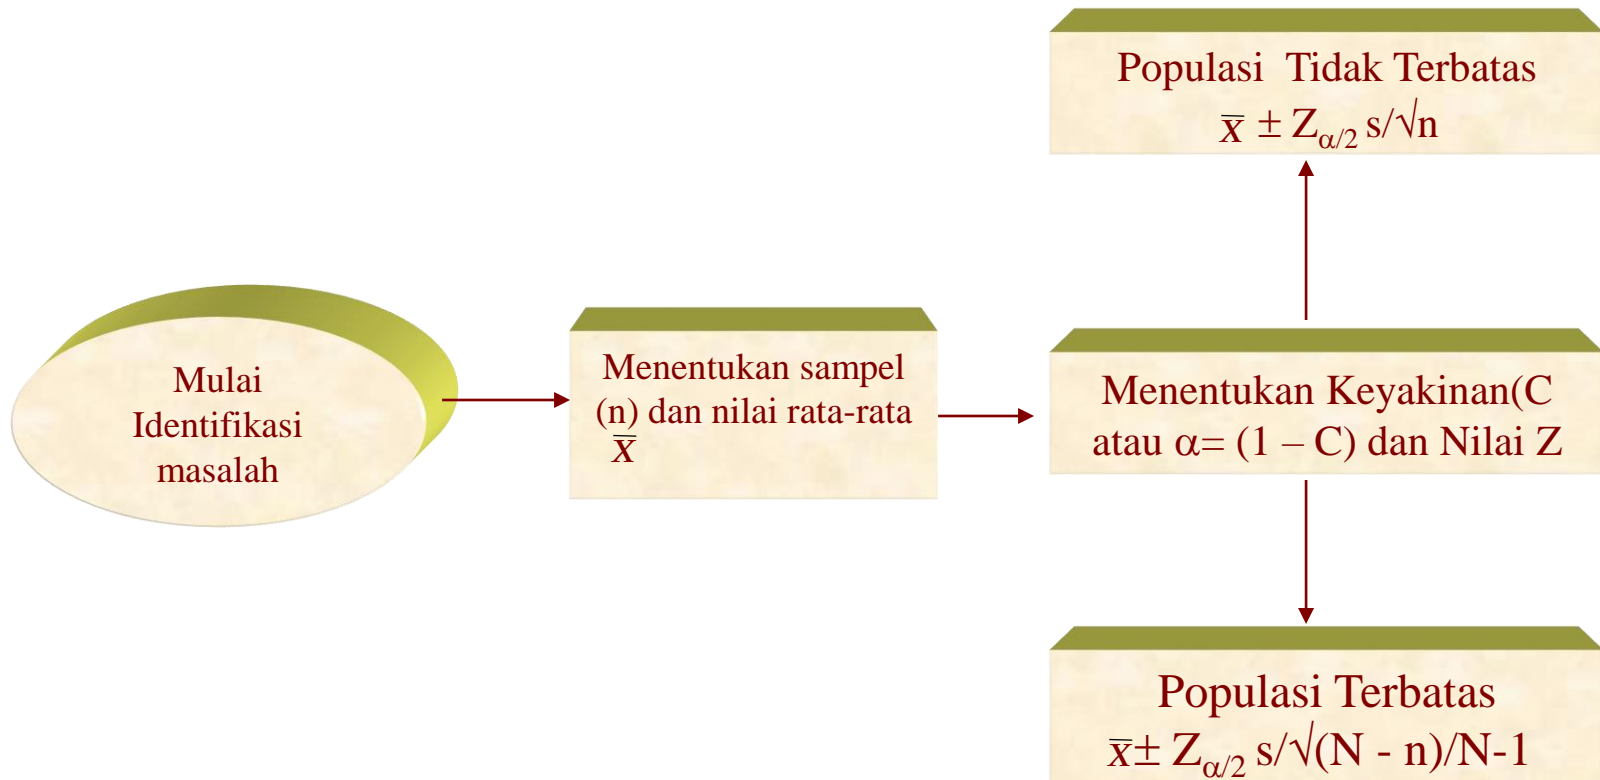 Mulai
Identifikasi
masalah
Menentukan sampel
(n) dan nilai rata-rata
x̄
Menentukan Keyakinan(C
atau α= (1 – C) dan Nilai Z
Populasi Tidak Terbatas
x̄ ± Zα/2 s/√n
Populasi Terbatas
x̄± Zα/2 s/√(N - n)/N-1